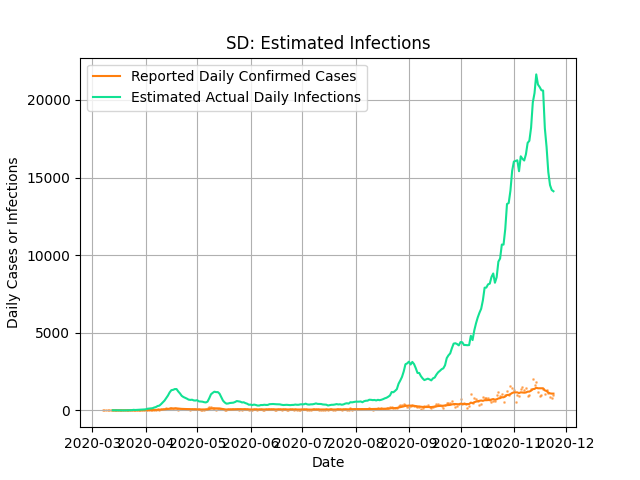 SD: Estimated Infections
Reported Daily Confirmed Cases
Estimated Actual Daily Infections
Daily Cases or Infections
20000
15000
10000
5000
0
2020-03 2020-04 2020-05 2020-06 2020-07 2020-08 2020-09 2020-10 2020-11 2020-12
Date